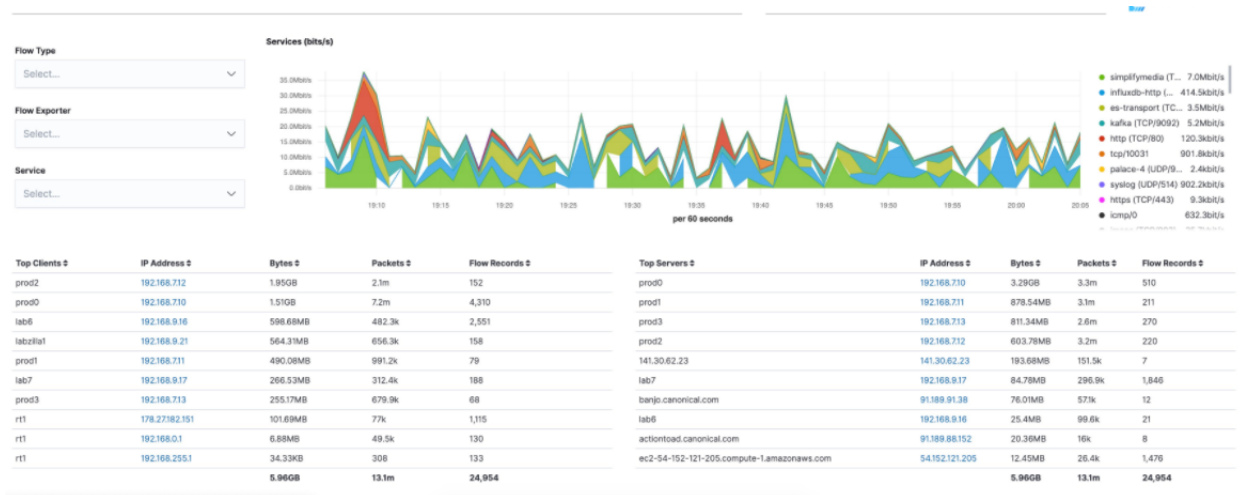 Flow Type
Select...
Flow Exporter
Select...
Service
Select...
Services (bits/s)
35.0Mbit/s
30.0Mbit/s
25.0Mbit/s
20.0Mbit/s
15.0Mbit/s
10.0Mbit/s
5.0Mbit/s
0.0Mbit/s
19:10 19:15 19:20 19:25 19:30 19:35 19:40 19:45 19:50 19:55 20:00 20:05
per 60 seconds
simplifymedia (T... 7.0Mbit/s
influxdb-http (... 414.5kbit/s
es-transport (TC... 3.5Mbit/s
kafka (TCP/9092) 5.2Mbit/s
http (TCP/80) 120.3kbit/s
tcp/10031 901.8kbit/s
palace-4 (UDP/9... 2.4kbit/s
syslog (UDP/514) 902.2kbit/s
https (TCP/443) 9.3kbit/s
icmp/0 632.3bit/s
Top Clients IP Address Bytes Packets Flow Records
prod2 192.168.7.12 1.95GB 2.1m 152
prod0 192.168.7.10 1.51GB 7.2m 4,310
lab6 192.168.9.16 598.68MB 482.3k 2,551
labzilla1 192.168.9.21 564.31MB 656.3k 158
prod1 192.168.7.11 490.08MB 991.2k 79
lab7 192.168.9.17 266.53MB 312.4k 188
prod3 192.168.7.13 255.17MB 679.9k 68
rt1 178.27.182.151 101.69MB 77k 1,115
rt1 192.168.0.1 6.88MB 49.5k 130
rt1 192.168.255.1 34.33KB 308 133
5.96GB 13.1m 24,954
Top Servers IP Address Bytes Packets Flow Records
prod0 192.168.7.10 3.29GB 3.3m 510
prod1 192.168.7.11 878.54MB 3.1m 211
prod3 192.168.7.13 811.34MB 2.6m 270
prod2 192.168.7.12 603.78MB 3.2m 220
141.30.62.23 141.30.62.23 193.68MB 151.5k 7
lab7 192.168.9.17 84.78MB 296.9k 1,846
banjo.canonical.com 91.189.91.38 76.01MB 57.1k 12
lab6 192.168.9.16 25.4MB 99.6k 21
actiontoad.canonical.com 91.189.88.152 20.36MB 16k 8
ec2-54-152-121-205.compute-1.amazonaws.com 54.152.121.205 12.45MB 26.4k 1,476
5.96GB 13.1m 24,954